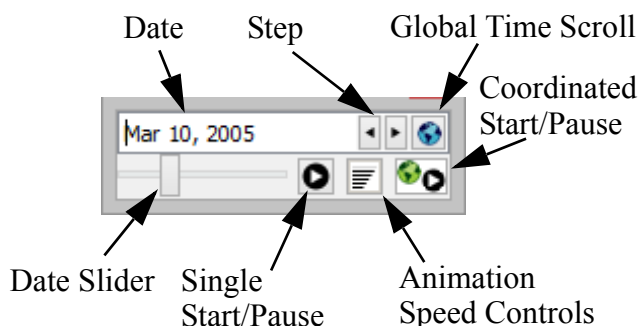 Date
Step
Global Time Scroll
Coordinated
Start/Pause
Mar 10, 2005
Date Slider
Single
Start/Pause
Animation
Speed Controls